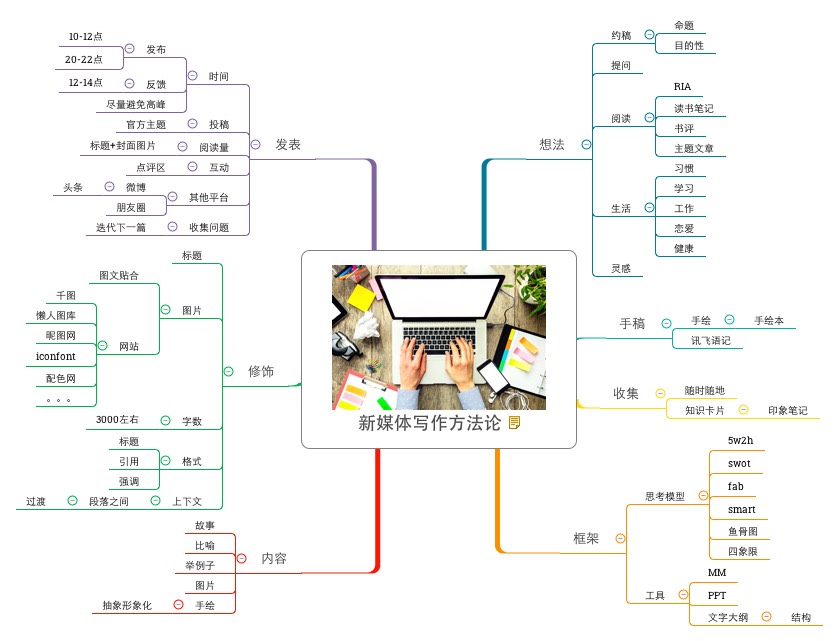 新媒体写作方法论
想法
约稿
命题
目的性
提问
阅读
RIA
读书笔记
书评
主题文章
生活
习惯
学习
工作
恋爱
健康
灵感
手稿
手绘
手绘本
讯飞语记
收集
随时随地
知识卡片
印象笔记
框架
思考模型
5w2h
swot
fab
smart
鱼骨图
四象限
工具
MM
PPT
文字大纲
结构
发表
时间
发布
10-12点
20-22点
反馈
12-14点
尽量避免高峰
投稿
官方主题
阅读量
标题+封面图片
互动
点评区
其他平台
微博
头条
朋友圈
收集问题
迭代下一篇
修饰
标题
图片
图文贴合
网站
千图
懒人图库
昵图网
iconfont
配色网
。。。
字数
3000左右
格式
标题
引用
强调
上下文
段落之间
过渡
内容
故事
比喻
举例子
图片
手绘
抽象形象化